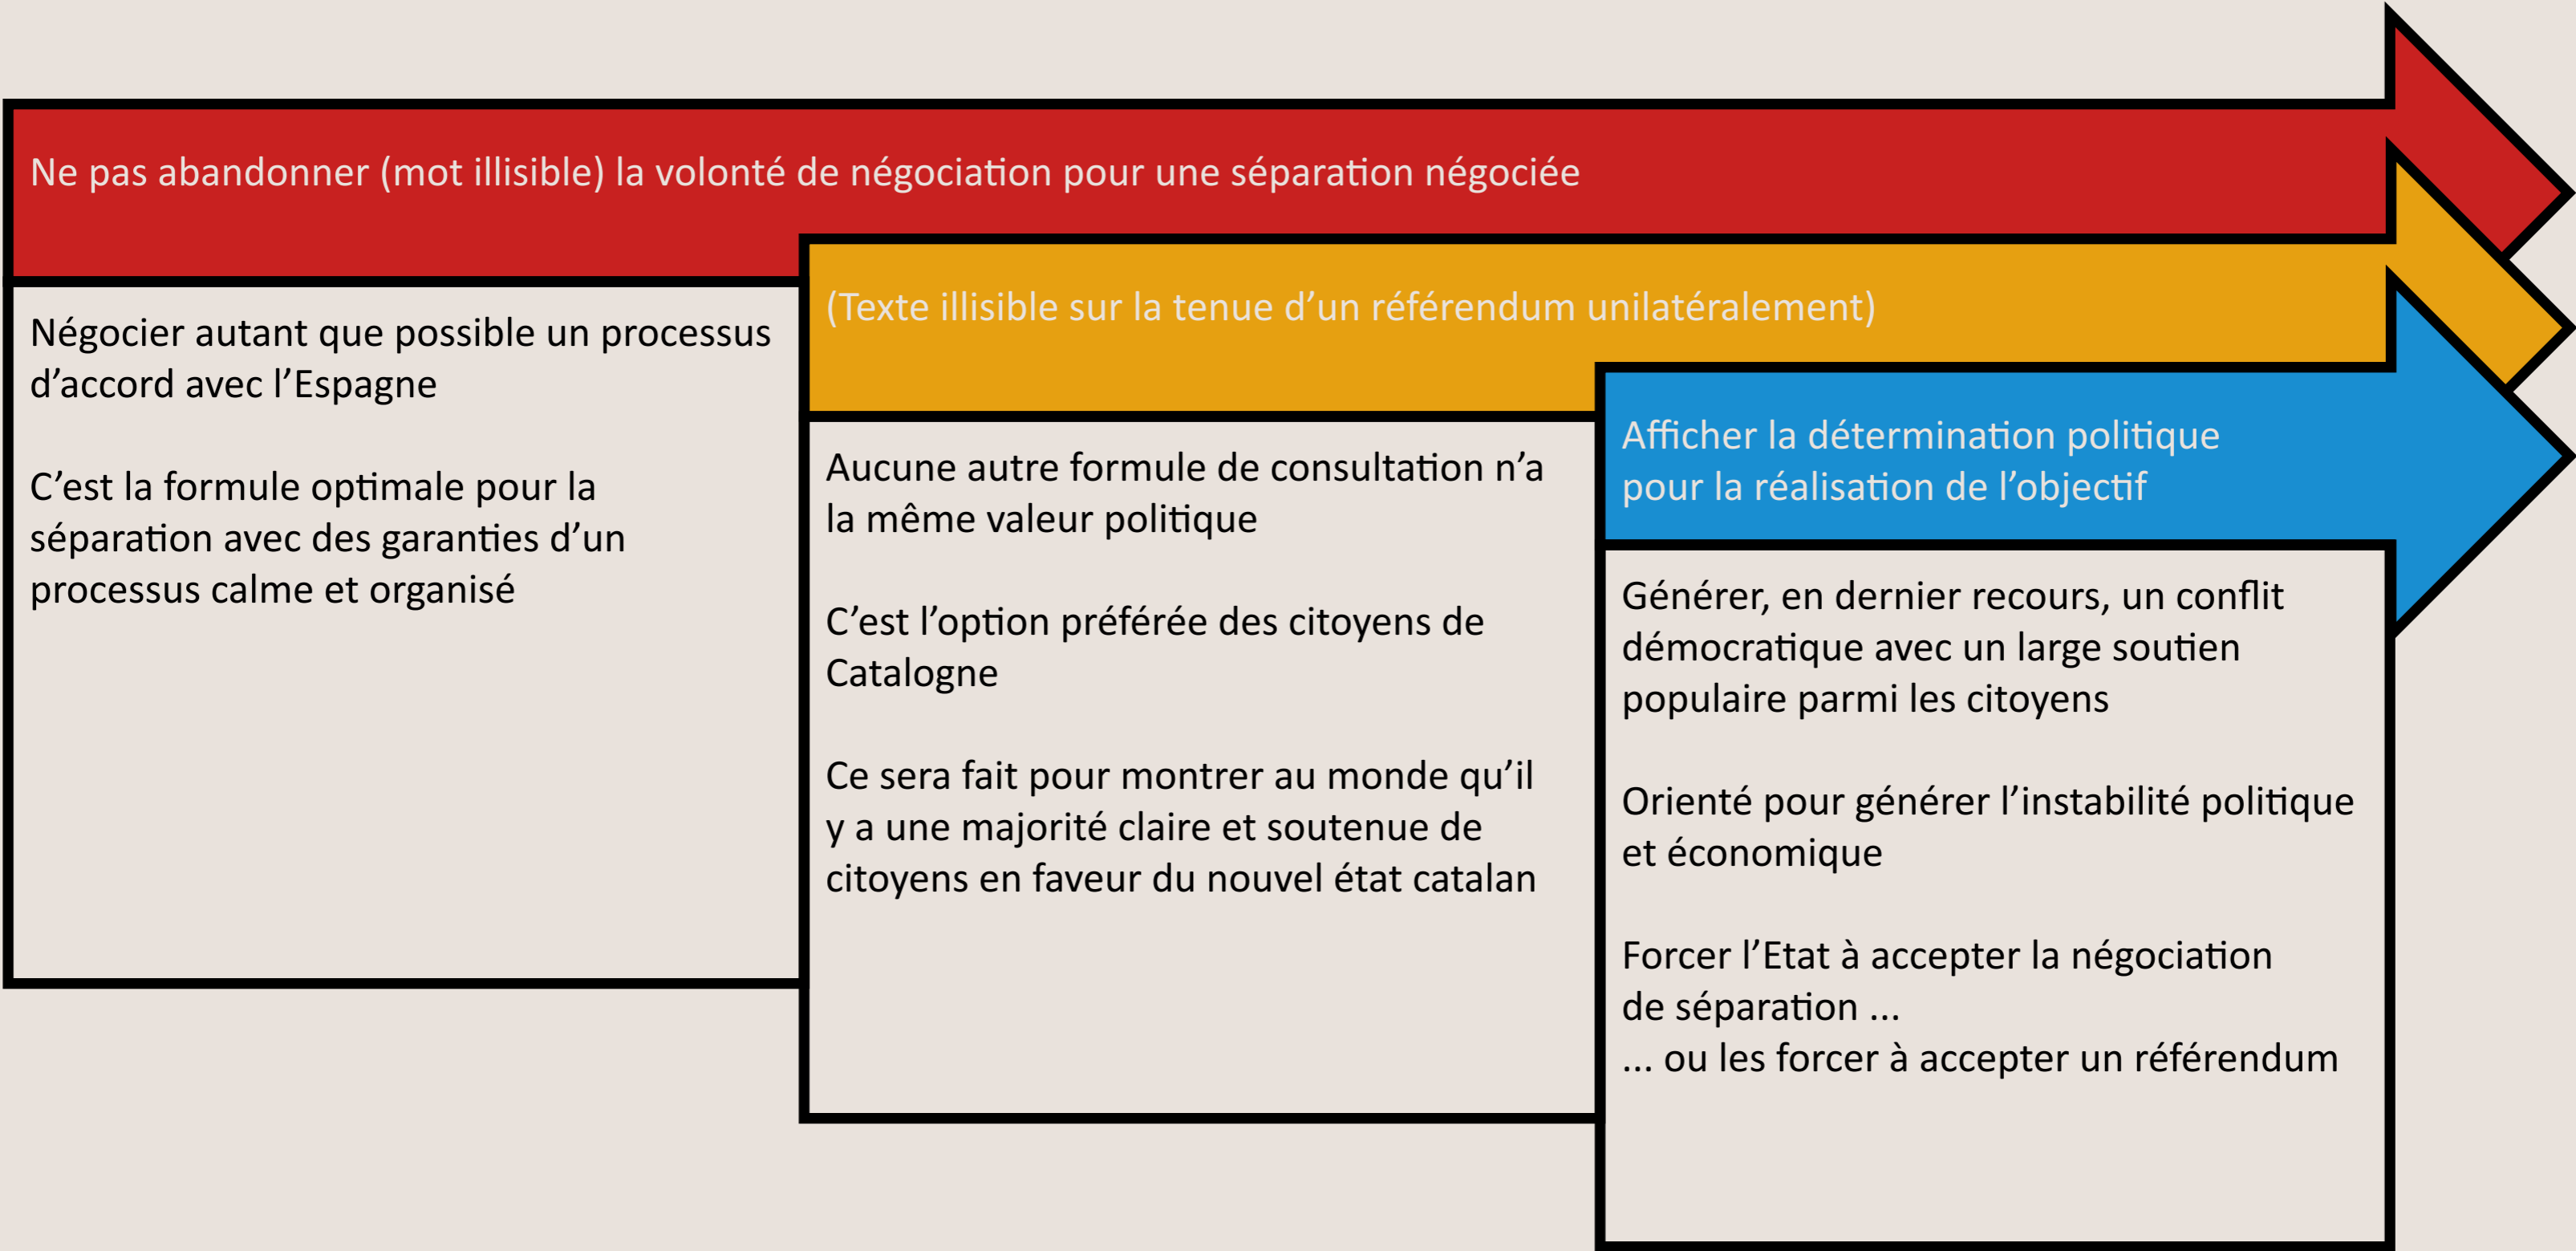 Ne pas abandonner (mot illisible) la volonté de négociation pour une séparation négociée
Négocier autant que possible un processus
d’accord avec l’Espagne
C’est la formule optimale pour la
séparation avec des garanties d’un
processus calme et organisé
(Texte illisible sur la tenue d’un référendum unilatéralement)
Aucune autre formule de consultation n’a
la même valeur politique
C’est l’option préférée des citoyens de
Catalogne
Ce sera fait pour montrer au monde qu’il
y a une majorité claire et soutenue de
citoyens en faveur du nouvel état catalan
Afficher la détermination politique
pour la réalisation de l’objectif
Générer, en dernier recours, un conflit
démocratique avec un large soutien
populaire parmi les citoyens
Orienté pour générer l’instabilité politique
et économique
Forcer l’Etat à accepter la négociation
de séparation ...
... ou les forcer à accepter un référendum